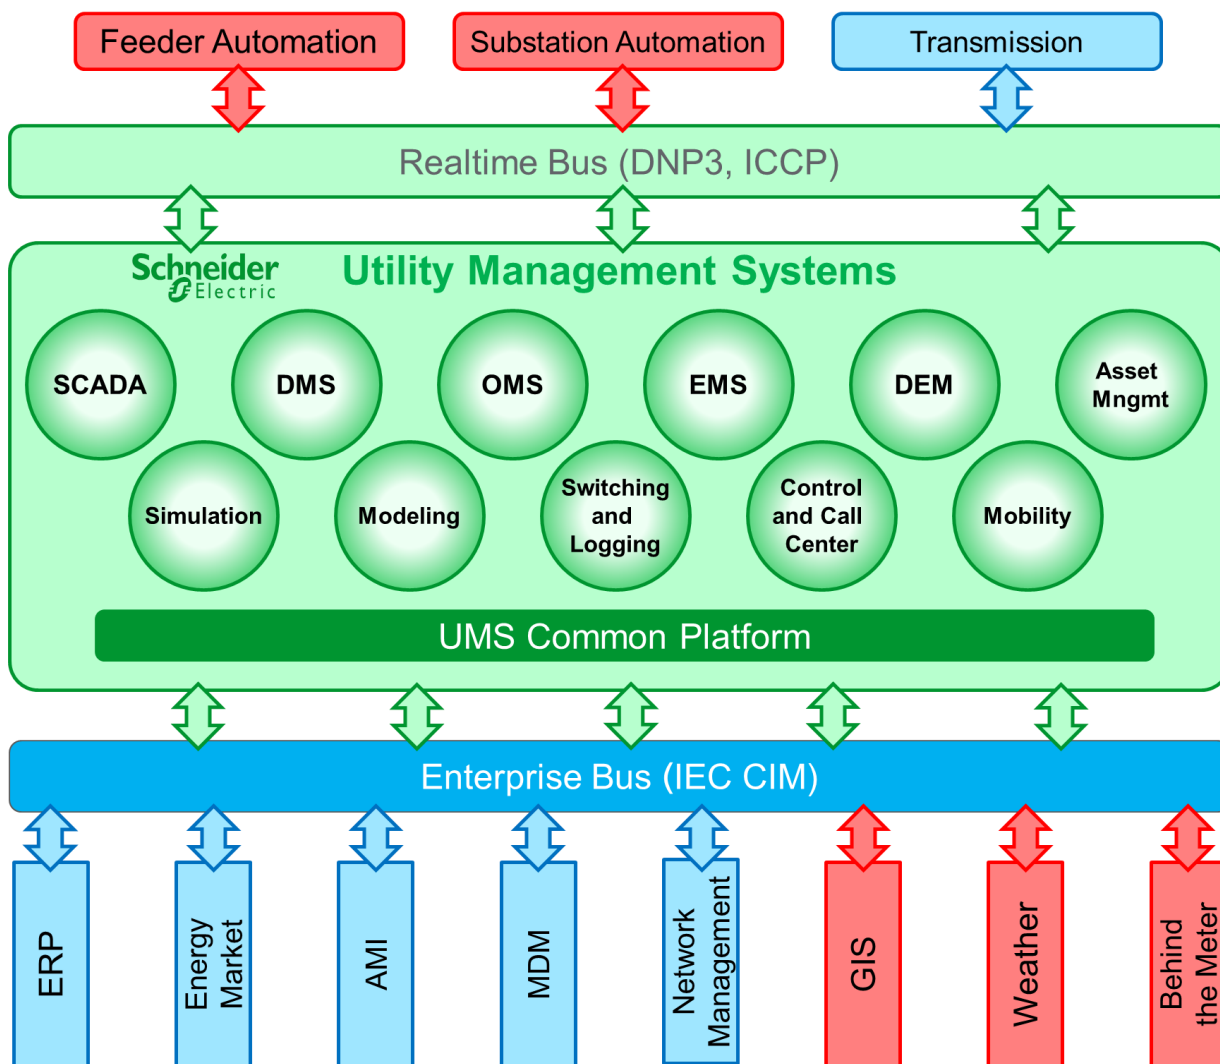 Feeder Automation
Substation Automation
Transmission
Realtime Bus (DNP3, ICCP)
Schneider
Electric
Utility Management Systems
SCADA
DMS
OMS
EMS
DEM
Asset
Mngmt
Simulation
Modeling
Switching
and
Logging
Control
and Call
Center
Mobility
UMS Common Platform
Enterprise Bus (IEC CIM)
ERP
Energy
Market
AMI
MDM
Network
Management
GIS
Weather
Behind
the Meter